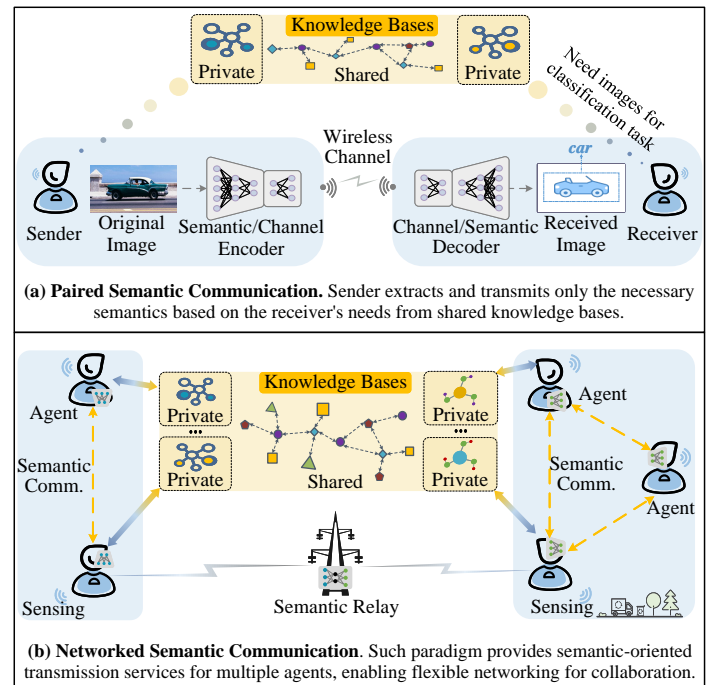 Knowledge Bases
Private
Shared
Private
Need images for
classification task
Wireless
Channel
car
Sender
Original
Image
Semantic/Channel
Encoder
Channel/Semantic
Decoder
Received
Image
Receiver
(a) Paired Semantic Communication. Sender extracts and transmits only the necessary
semantics based on the receiver's needs from shared knowledge bases.
Knowledge Bases
Agent
Private
...
Private
Shared
Private
...
Private
Agent
Semantic
Comm.
Semantic
Comm.
Agent
Sensing
Semantic Relay
Sensing
(b) Networked Semantic Communication. Such paradigm provides semantic-oriented
transmission services for multiple agents, enabling flexible networking for collaboration.